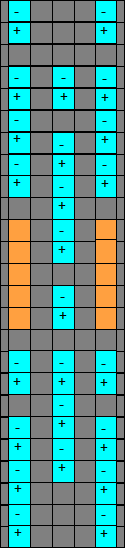 - -
+ +
- - -
+ + +
- -
+ - +
- + -
+ - +
+
-
+
-
+
- - -
+ + +
-
- + -
+ - +
- + -
+ +
- -
+ +